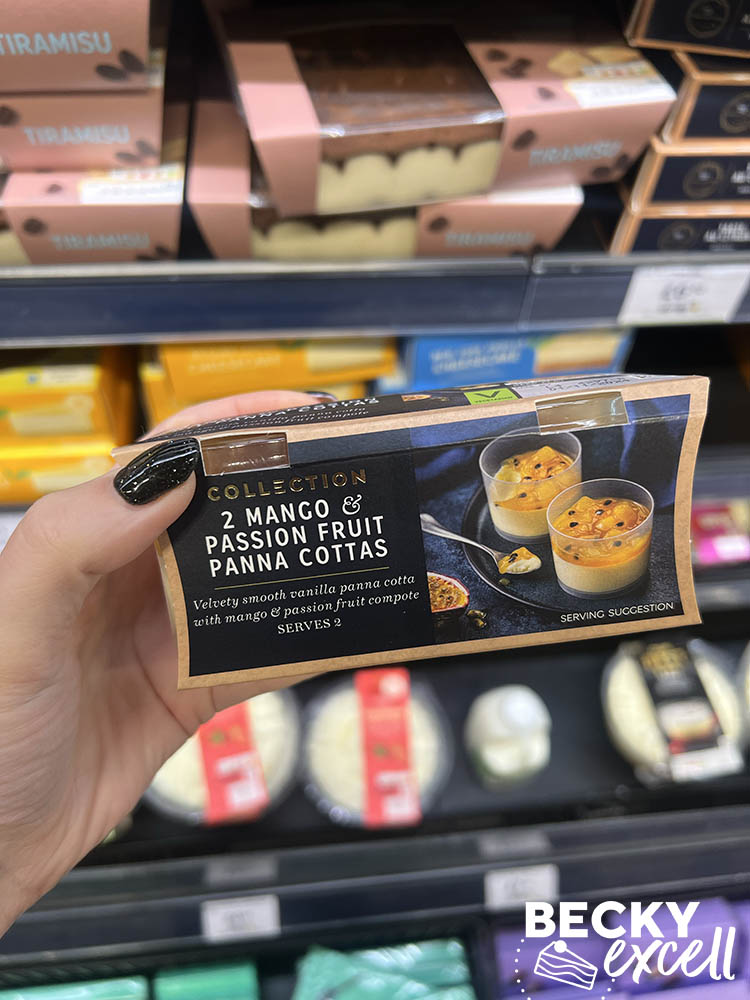 TIRAMISU
TIRAMISU
TIRAMISU
TIRAMISU
TIRAMISU
COLLECTION
2 MANGO &
PASSION FRUIT
PANNA COTTAS
Velvety smooth vanilla panna cotta
with mango & passion fruit compote
SERVES 2
SERVING SUGGESTION
BECKY
excell